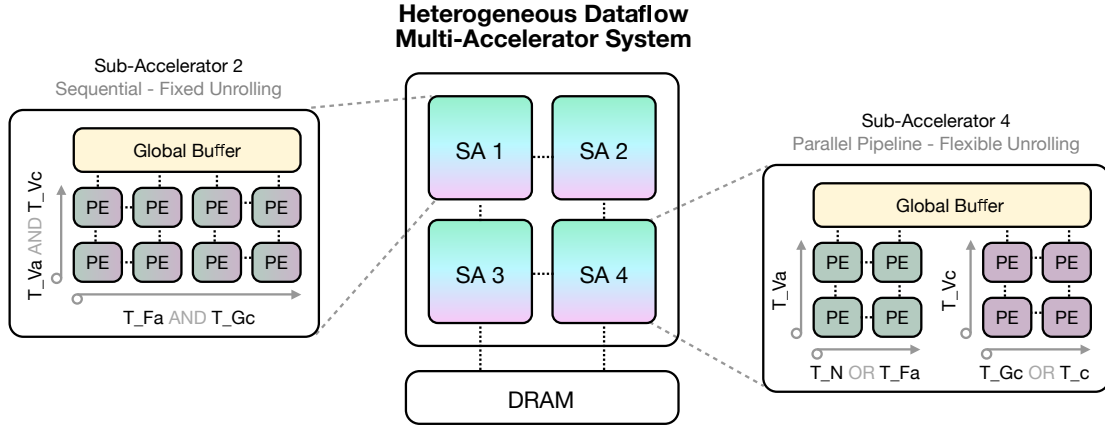 Heterogeneous Dataflow
Multi-Accelerator System
Sub-Accelerator 2
Sequential - Fixed Unrolling
Global Buffer
PE PE PE PE
PE PE PE PE
T_Va AND T_Vc
T_Fa AND T_Gc
SA 1 SA 2
SA 3 SA 4
DRAM
Sub-Accelerator 4
Parallel Pipeline - Flexible Unrolling
Global Buffer
T_Va
PE PE
PE PE
T_N OR T_Fa
T_Vc
PE PE
PE PE
T_Gc OR T_c